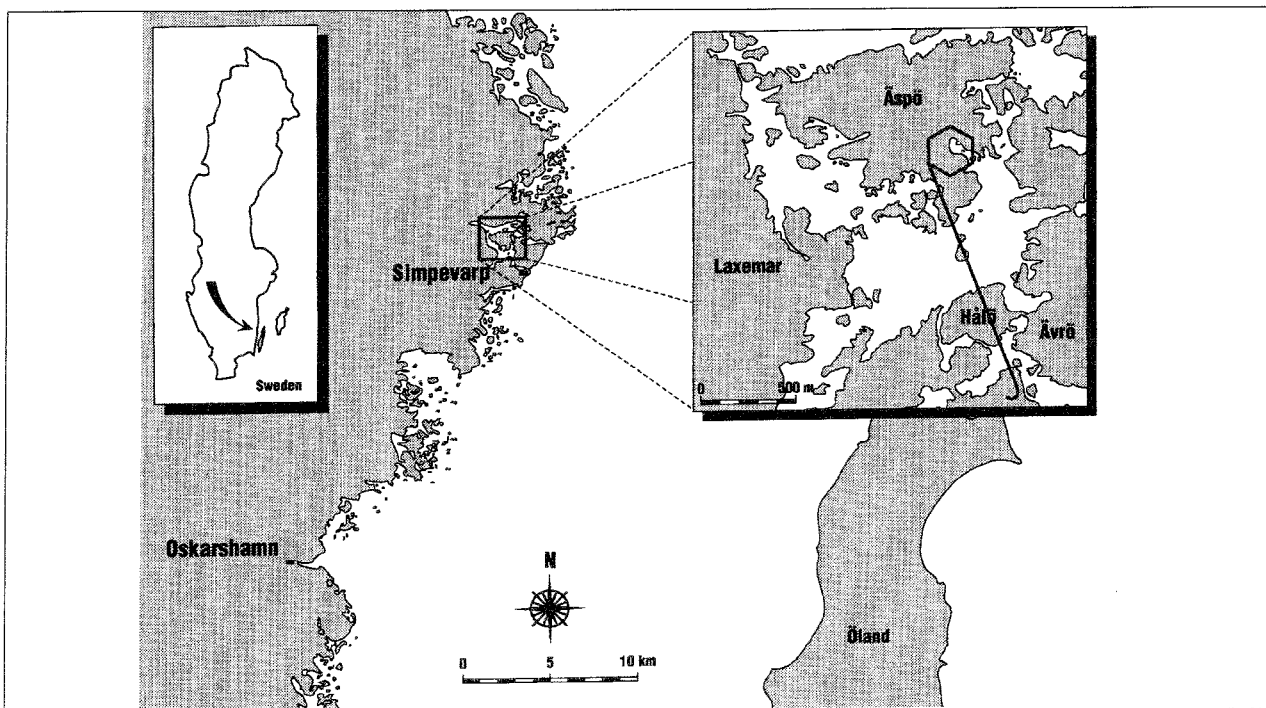 Sweden
Simpevarp
Oskarshamn
N
0 5 10 km
Äspö
Laxemar
Hålö
Ävrö
0 500 m
Öland